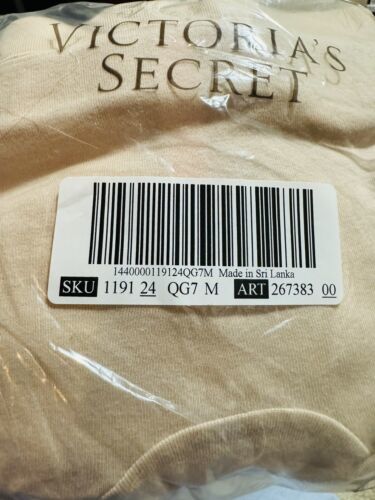 VICTORIA'S
SECRET
1440000119124QG7M Made in Sri Lanka
SKU 1191 24 QG7 M ART 267383 00